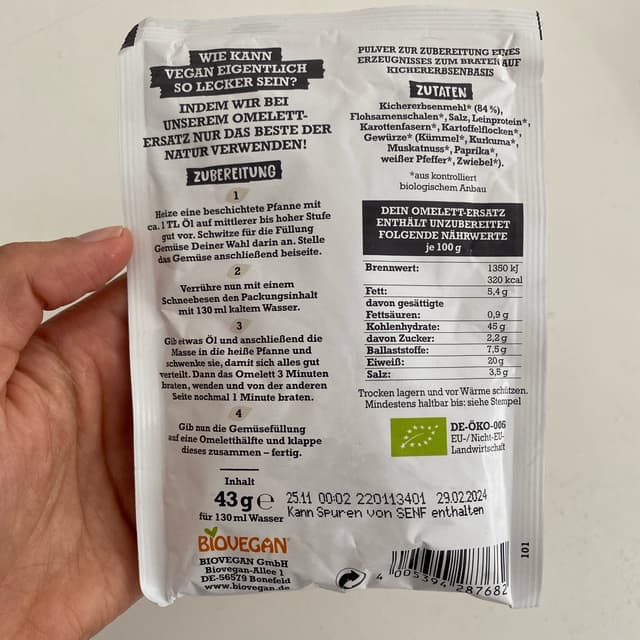 WIE KANN
VEGAN EIGENTLICH
SO LECKER SEIN?
INDEM WIR BEI
UNSEREM OMELETT-
ERSATZ NUR DAS BESTE DER
NATUR VERWENDEN!
ZUBEREITUNG
1
Heize eine beschichtete Pfanne mit
ca. 1 TL Öl auf mittlerer bis hoher Stufe
gut vor. Schwitze für die Füllung
Gemüse Deiner Wahl darin an. Stelle
das Gemüse anschließend beiseite.
2
Verrühre nun mit einem
Schneebesen den Packungsinhalt
mit 130 ml kaltem Wasser.
3
Gib etwas Öl und anschließend die
Masse in die heiße Pfanne und
schwenke sie, damit sich alles gut
verteilt. Dann das Omelett 3 Minuten
braten, wenden und von der anderen
Seite nochmal 1 Minute braten.
4
Gib nun die Gemüsefüllung
auf eine Omeletthälfte und klappe
dieses zusammen – fertig.
Inhalt
43 g e
für 130 ml Wasser
25.11 00:02 220113401 29.02.2024
Kann Spuren von SENF enthalten
BIOVEGAN
BIOVEGAN GmbH
Biovegan-Allee 1
DE-56579 Bonefeld
www.biovegan.de
PULVER ZUR ZUBEREITUNG EINES
ERZEUGNISSES ZUM BRATEN AUF
KICHERERBSENBASIS
ZUTATEN
Kichererbsenmehl* (84 %),
Flohsamenschalen*, Salz, Leinprotein*,
Karottenfasern*, Kartoffelflocken*,
Gewürze* (Kümmel*, Kurkuma*,
Muskatnuss*, Paprika*,
weißer Pfeffer*, Zwiebel*).
*aus kontrolliert
biologischem Anbau
DEIN OMELETT-ERSATZ
ENTHÄLT UNZUBEREITET
FOLGENDE NÄHRWERTE
je 100 g
Brennwert: 1350 kJ
320 kcal
Fett: 5,4 g
davon gesättigte
Fettsäuren: 0,9 g
Kohlenhydrate: 45 g
davon Zucker: 2,2 g
Ballaststoffe: 7,5 g
Eiweiß: 20 g
Salz: 3,5 g
Trocken lagern und vor Wärme schützen.
Mindestens haltbar bis: siehe Stempel
DE-ÖKO-006
EU-/Nicht-EU-
Landwirtschaft
4 005394 287682
101